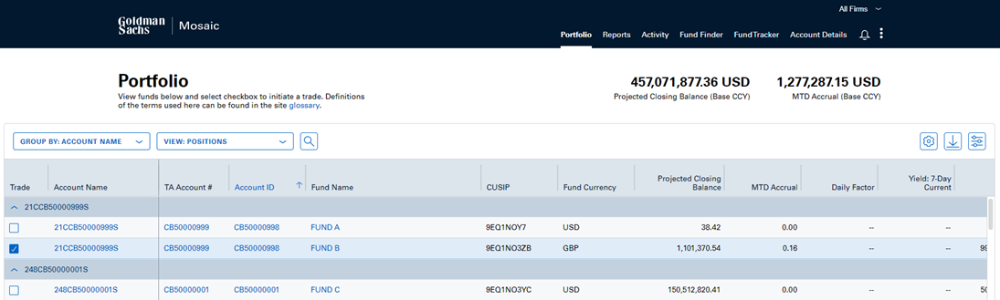 All Firms
Goldman
Sachs
Mosaic
Portfolio Reports Activity Fund Finder FundTracker Account Details
Portfolio
View funds below and select checkbox to initiate a trade. Definitions
of the terms used here can be found in the site glossary.
457,071,877.36 USD
Projected Closing Balance (Base CCY)
1,277,287.15 USD
MTD Accrual (Base CCY)
GROUP BY: ACCOUNT NAME VIEW: POSITIONS
Trade Account Name TA Account # Account ID Fund Name CUSIP Fund Currency Projected Closing Balance MTD Accrual Daily Factor Yield: 7-Day Current
21CCB50000999S
21CCB50000999S CB50000999 CB50000998 FUND A 9EQ1NOY7 USD 38.42 0.00 -- --
21CCB50000999S CB50000999 CB50000998 FUND B 9EQ1NO3ZB GBP 1,101,370.54 0.16 -- -- 99
248CB50000001S
248CB50000001S CB50000001 CB50000001 FUND C 9EQ1NO3YC USD 150,512,820.41 0.00 -- --